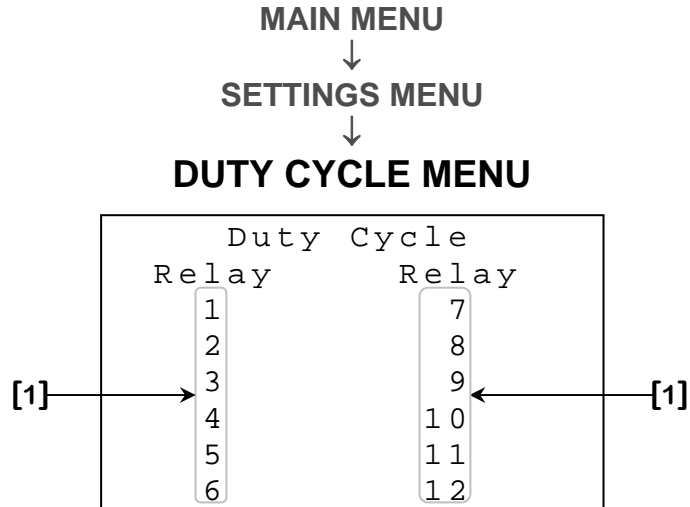 MAIN MENU
↓
SETTINGS MENU
↓
DUTY CYCLE MENU
Duty Cycle
Relay Relay
1 7
2 8
3 9
[1] [1]
4 10
5 11
6 12